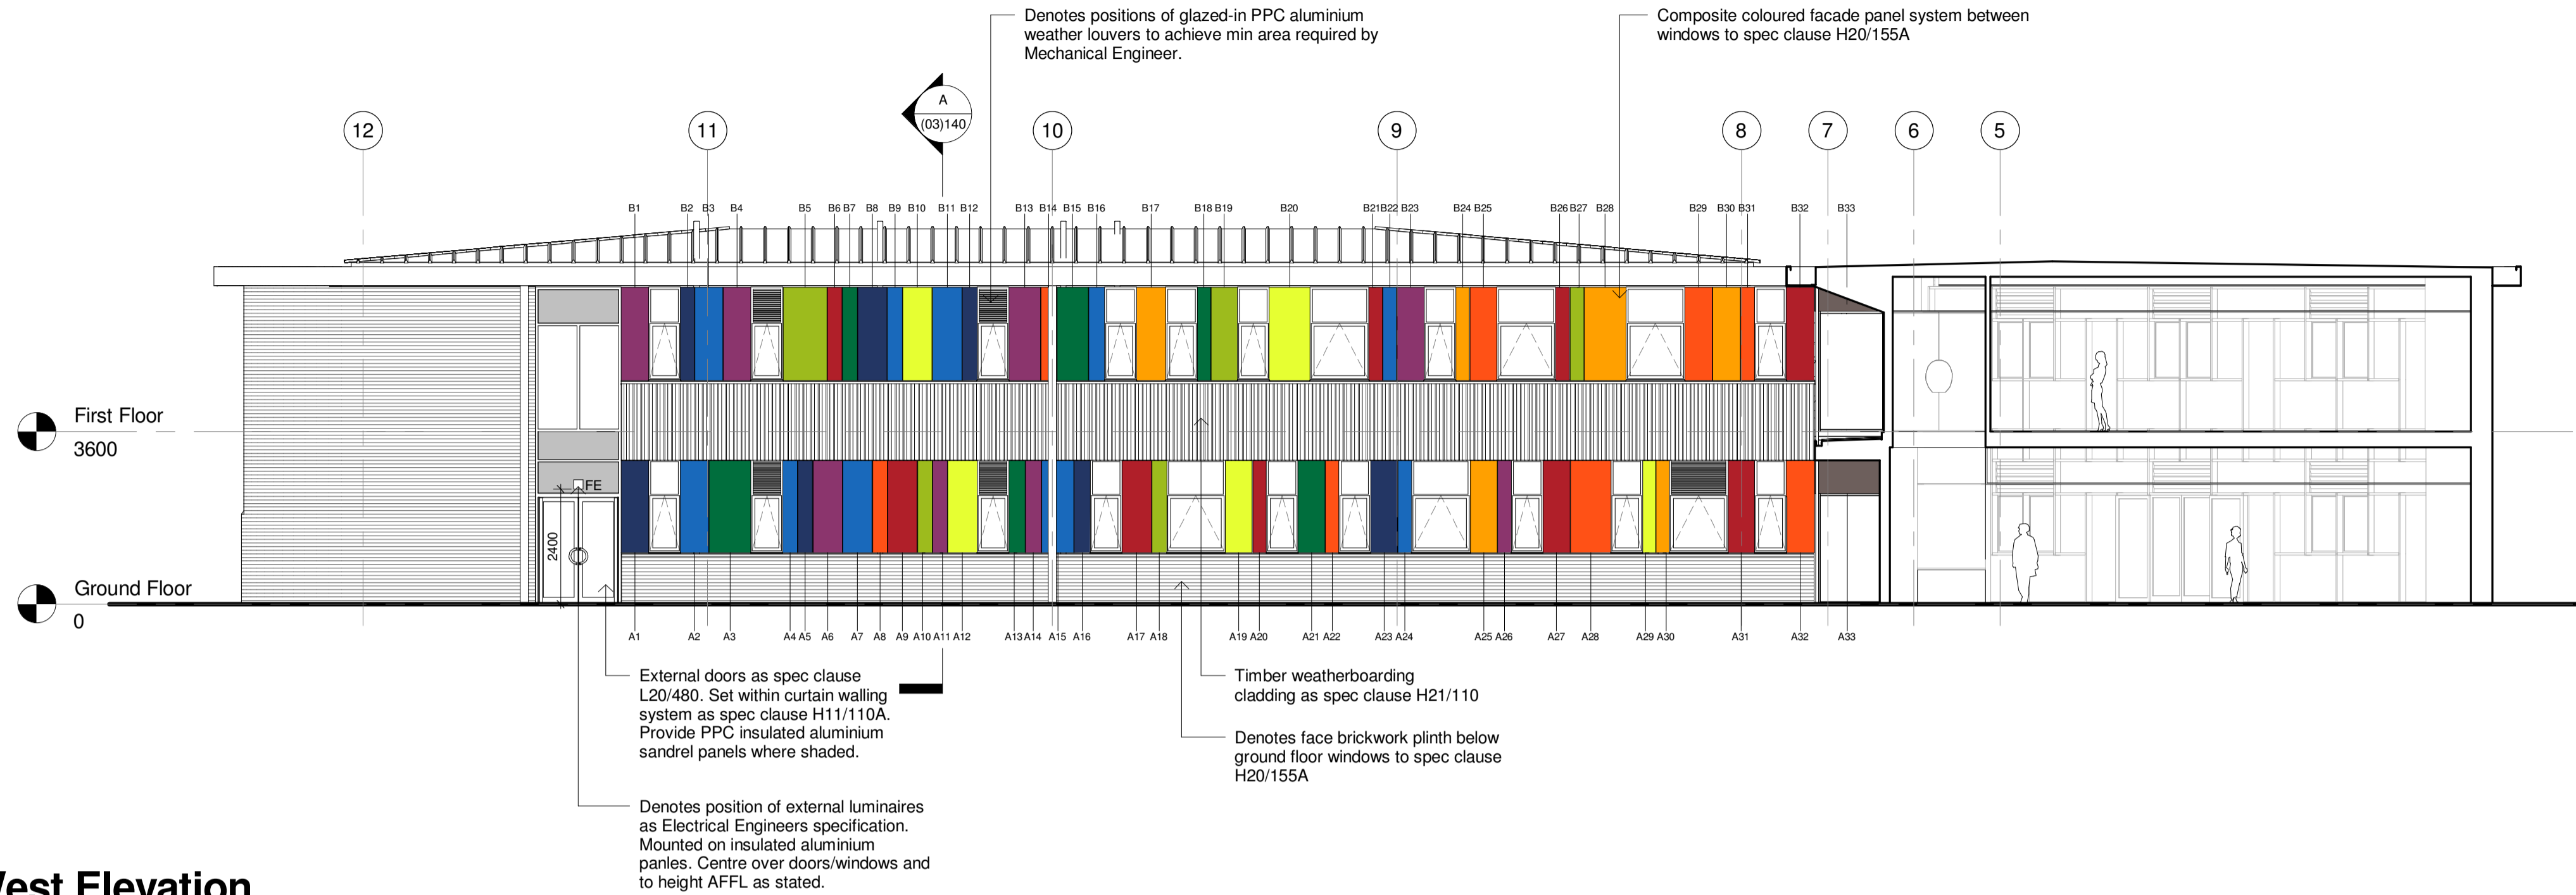 Denotes positions of glazed-in PPC aluminium
weather louvers to achieve min area required by
Mechanical Engineer.
Composite coloured facade panel system between
windows to spec clause H20/155A
A
(03)140
12
11
10
9
8
7
6
5
B1 B2 B3 B4 B5 B6 B7 B8 B9 B10 B11 B12 B13 B14 B15 B16 B17 B18 B19 B20 B21 B22 B23 B24 B25 B26 B27 B28 B29 B30 B31 B32 B33
First Floor
3600
FE
2400
Ground Floor
0
A1 A2 A3 A4 A5 A6 A7 A8 A9 A10 A11 A12 A13 A14 A15 A16 A17 A18 A19 A20 A21 A22 A23 A24 A25 A26 A27 A28 A29 A30 A31 A32 A33
External doors as spec clause
L20/480. Set within curtain walling
system as spec clause H11/110A.
Provide PPC insulated aluminium
sandrel panels where shaded.
Timber weatherboarding
cladding as spec clause H21/110
Denotes face brickwork plinth below
ground floor windows to spec clause
H20/155A
Denotes position of external luminaires
as Electrical Engineers specification.
Mounted on insulated aluminium
panles. Centre over doors/windows and
to height AFFL as stated.
Elevation